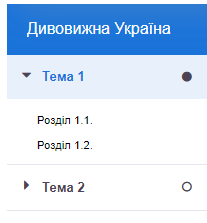 Дивовижна Україна
Тема 1
Розділ 1.1.
Розділ 1.2.
Тема 2